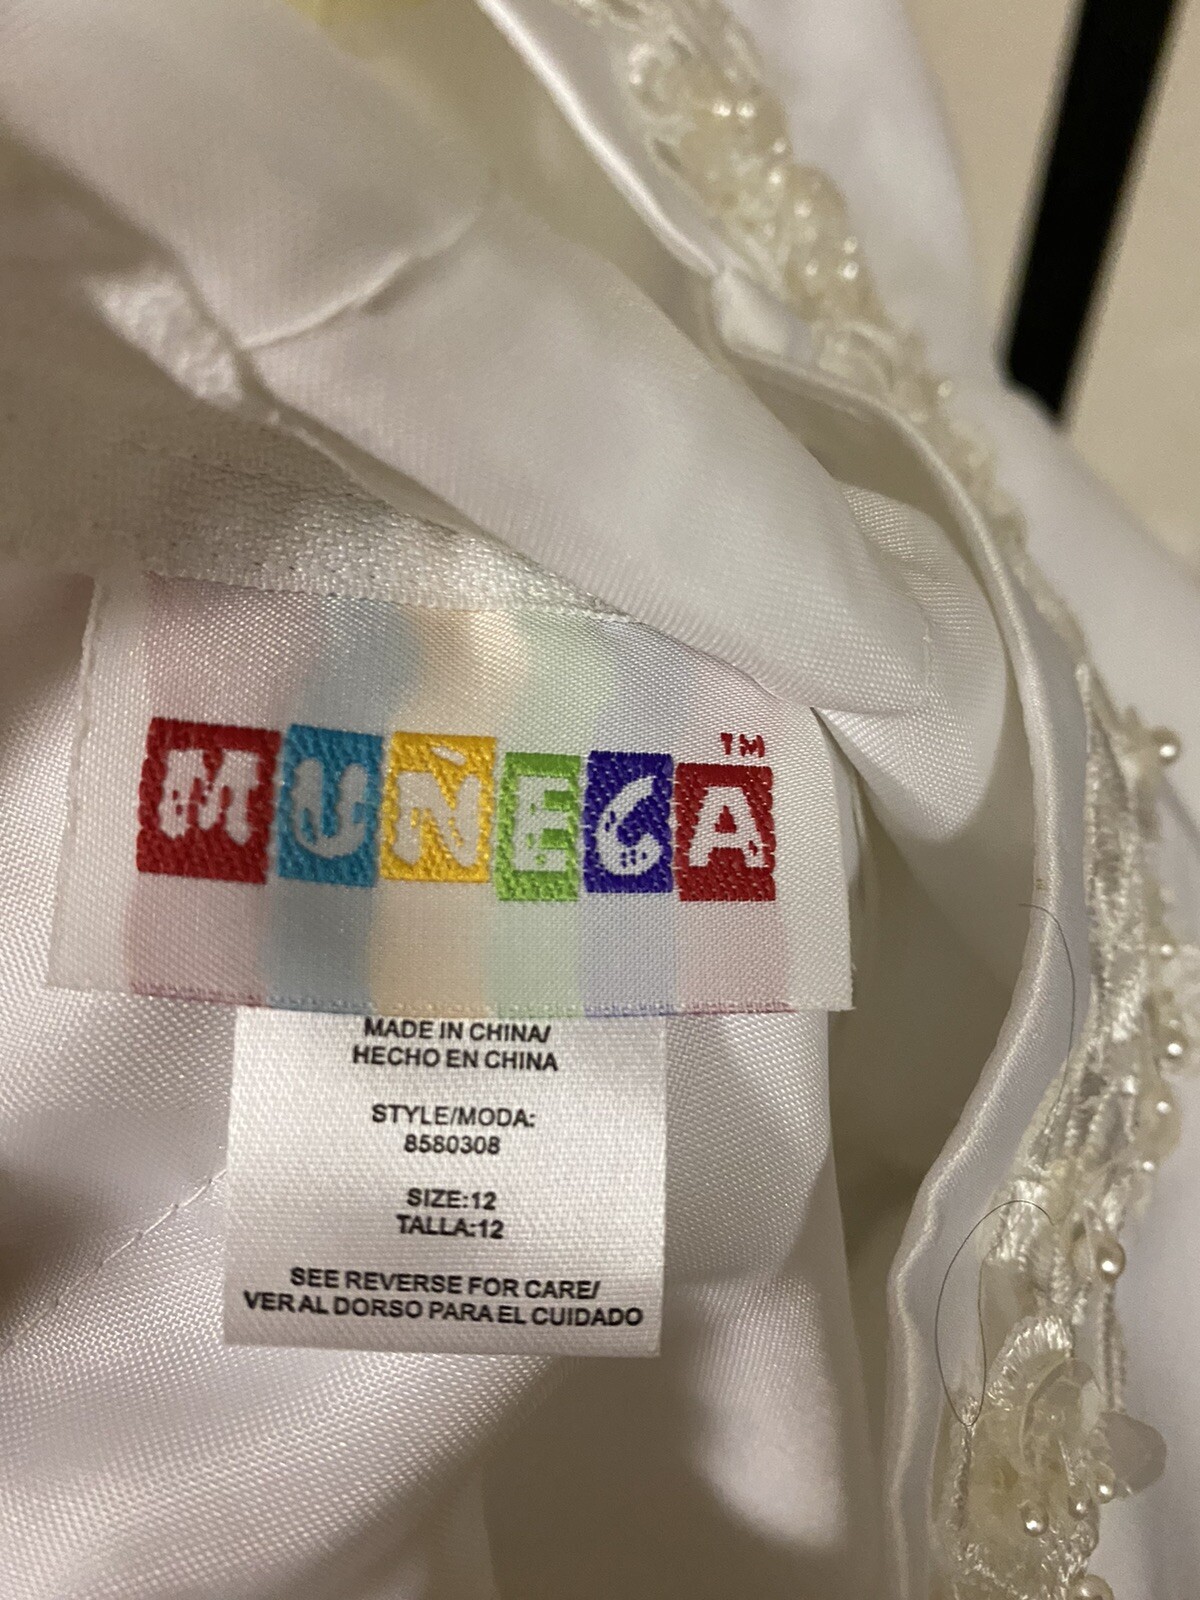 MUÑECA™
MADE IN CHINA/
HECHO EN CHINA
STYLE/MODA:
8580308
SIZE:12
TALLA:12
SEE REVERSE FOR CARE/
VER AL DORSO PARA EL CUIDADO